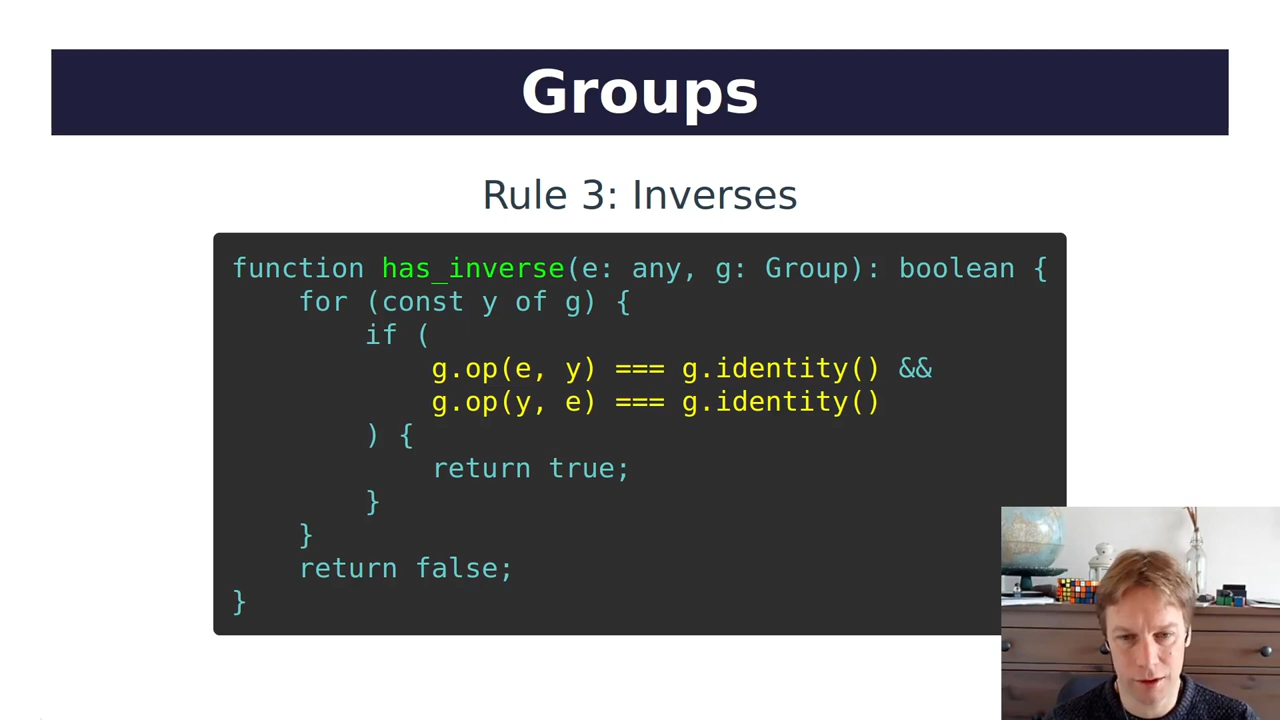 Groups
Rule 3: Inverses
function has_inverse(e: any, g: Group): boolean {
    for (const y of g) {
        if (
            g.op(e, y) === g.identity() &&
            g.op(y, e) === g.identity()
        ) {
            return true;
        }
    }
    return false;
}